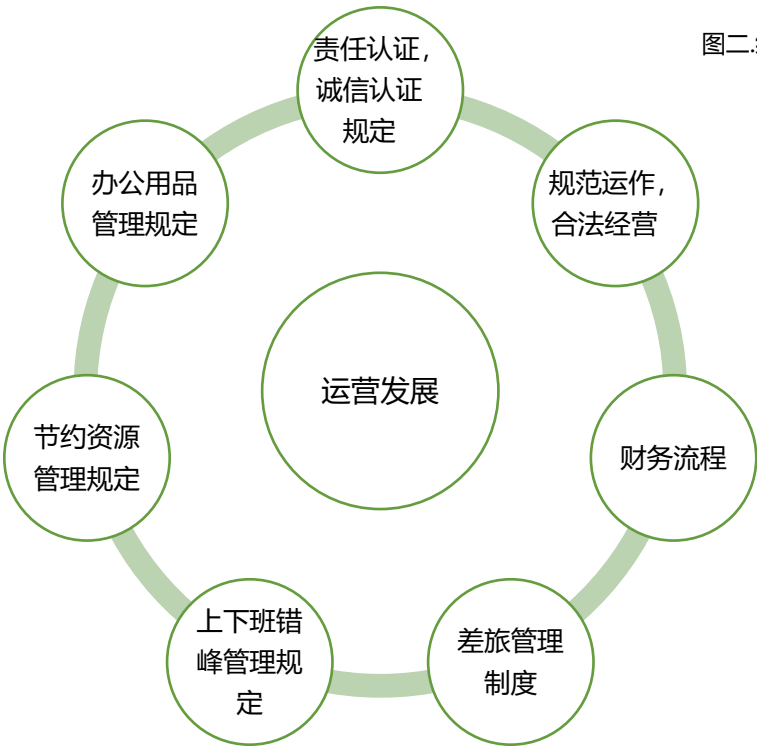 图二.
责任认证，
诚信认证
规定
规范运作，
合法经营
财务流程
差旅管理
制度
上下班错
峰管理规
定
节约资源
管理规定
办公用品
管理规定
运营发展